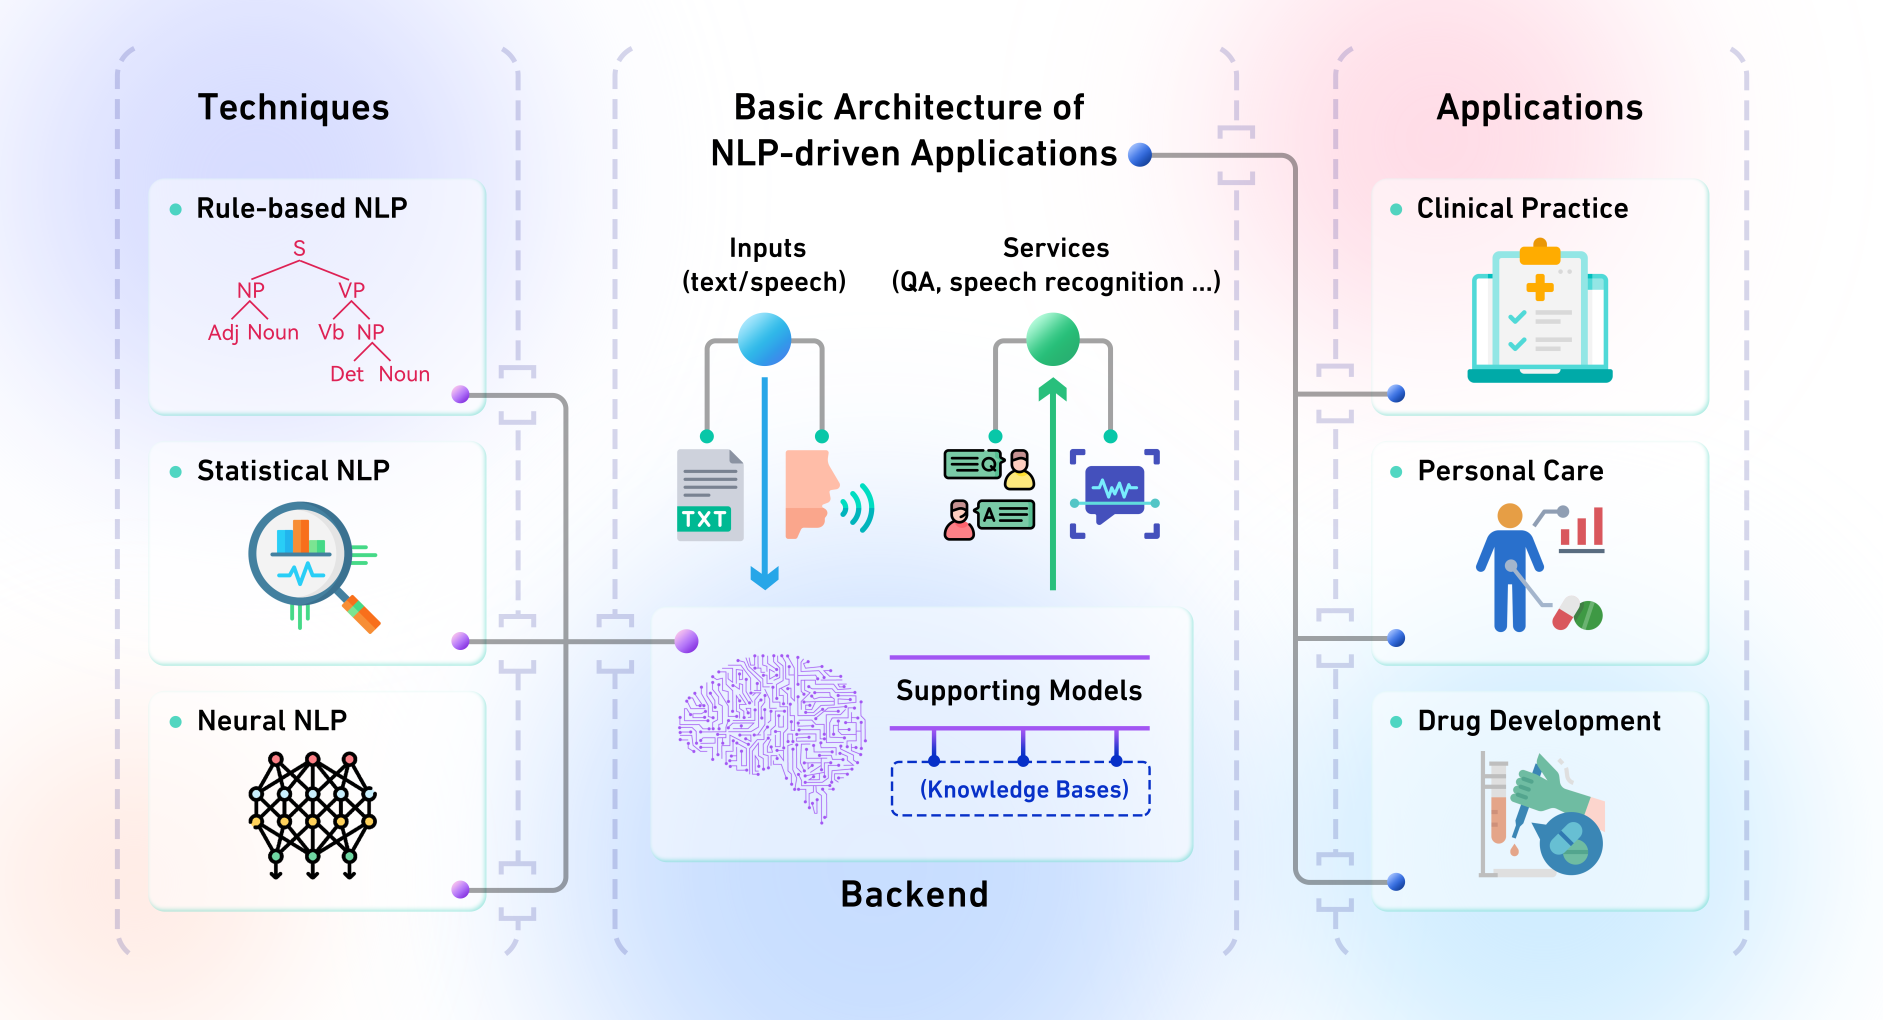 Techniques
Rule-based NLP
S
NP VP
Adj Noun Vb NP
Det Noun
Statistical NLP
Neural NLP
Basic Architecture of
NLP-driven Applications
Inputs
(text/speech)
Services
(QA, speech recognition ...)
TXT
Q
A
Supporting Models
(Knowledge Bases)
Backend
Applications
Clinical Practice
Personal Care
Drug Development